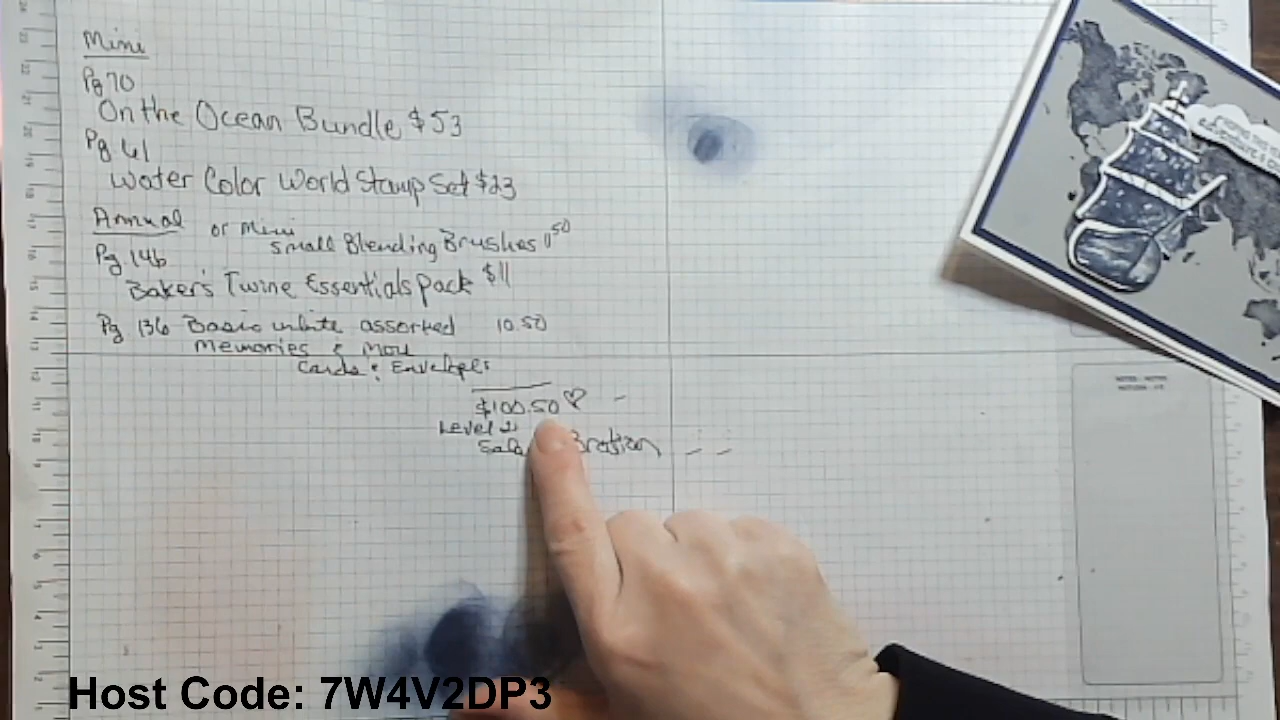 Mini
Pg 70
On the Ocean Bundle $53
Pg 61
Water Color World Stamp Set $23
Annual or Mini
Small Blending Brushes
Pg 146
Baker's Twine Essentials Pack $11
Pg 136 Basic white assorted 10.50
memories & More
Cards & Envelopes
$100.50
Level 2
Host Code: 7W4V2DP3